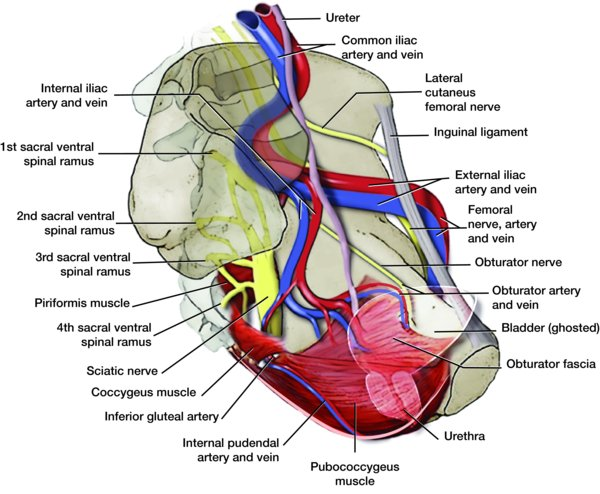 Ureter
Common iliac
artery and vein
Internal iliac
artery and vein
Lateral
cutaneus
femoral nerve
Inguinal ligament
1st sacral ventral
spinal ramus
External iliac
artery and vein
2nd sacral ventral
spinal ramus
Femoral
nerve, artery
and vein
3rd sacral ventral
spinal ramus
Obturator nerve
Piriformis muscle
Obturator artery
and vein
4th sacral ventral
spinal ramus
Bladder (ghosted)
Sciatic nerve
Obturator fascia
Coccygeus muscle
Inferior gluteal artery
Internal pudendal
artery and vein
Urethra
Pubococcygeus
muscle